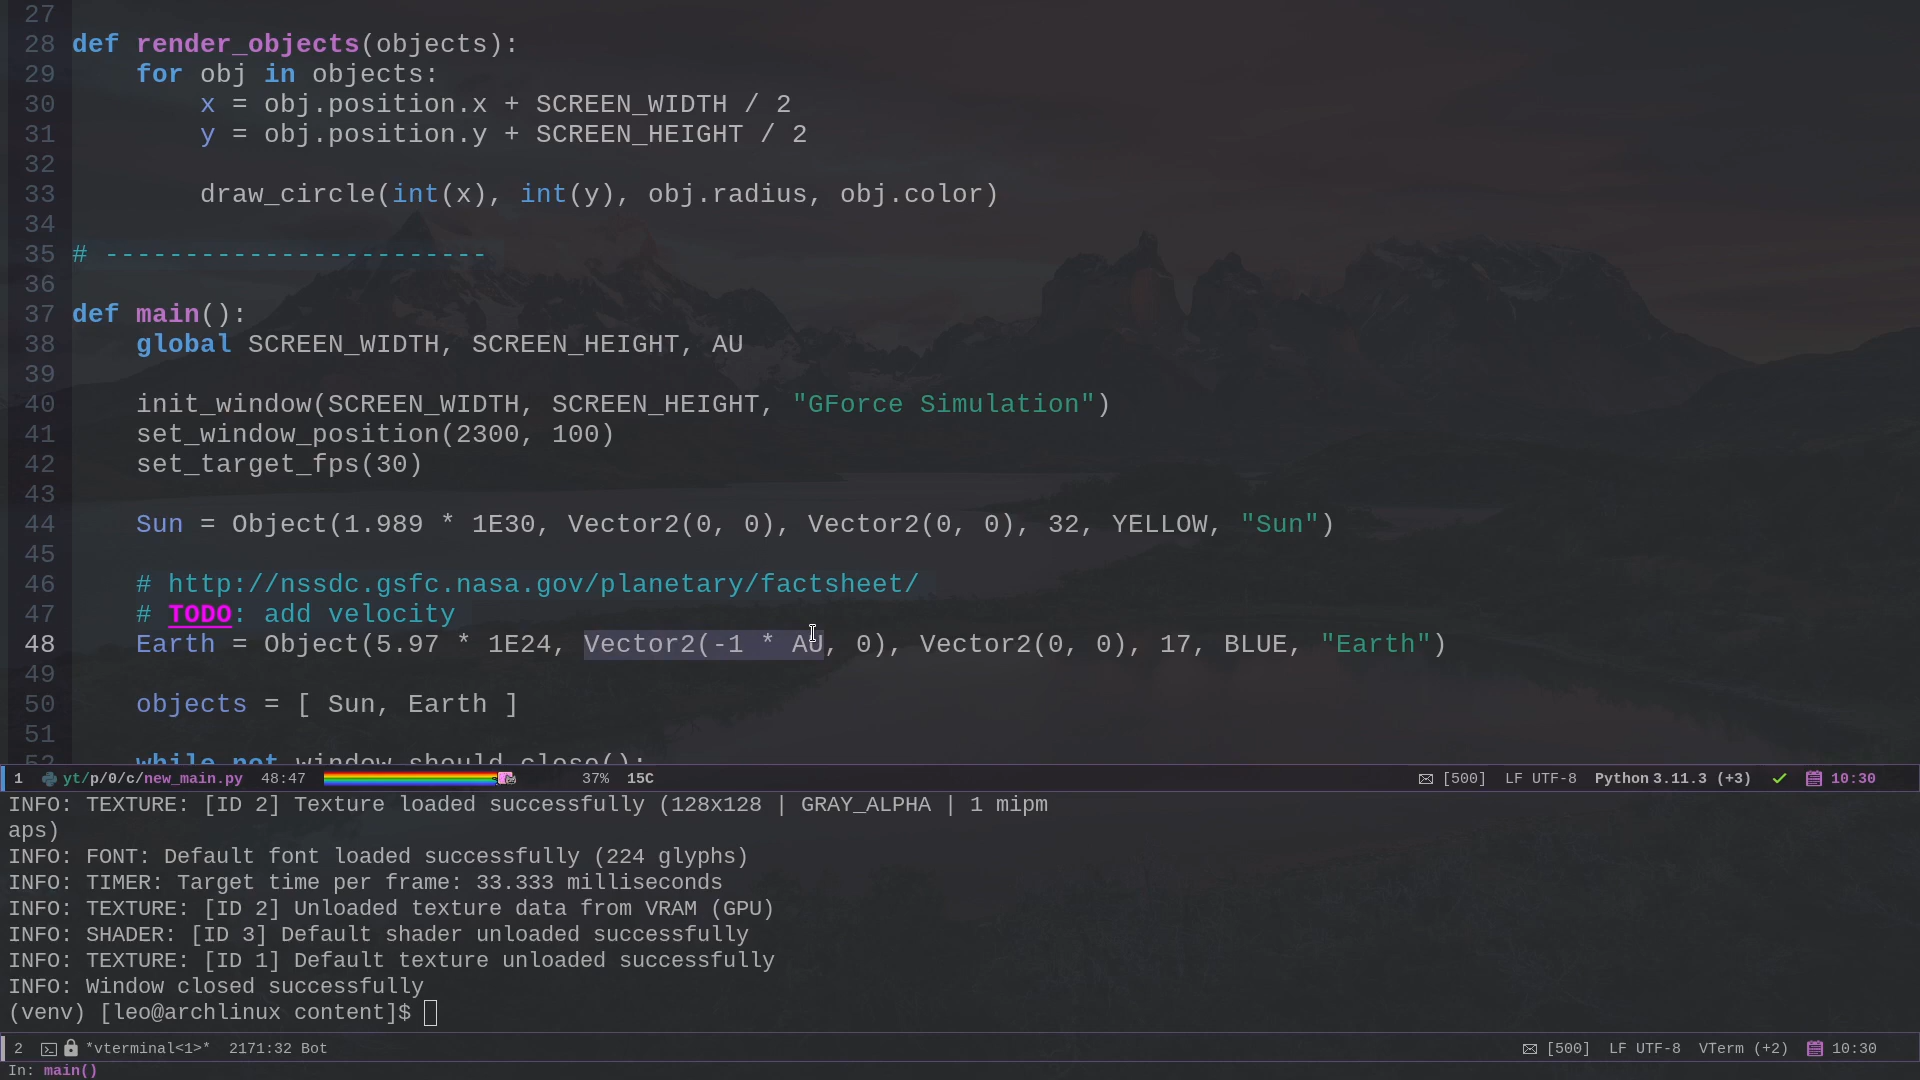 27
28 def render_objects(objects):
29     for obj in objects:
30         x = obj.position.x + SCREEN_WIDTH / 2
31         y = obj.position.y + SCREEN_HEIGHT / 2
32
33         draw_circle(int(x), int(y), obj.radius, obj.color)
34
35 # ------------------------
36
37 def main():
38     global SCREEN_WIDTH, SCREEN_HEIGHT, AU
39
40     init_window(SCREEN_WIDTH, SCREEN_HEIGHT, "GForce Simulation")
41     set_window_position(2300, 100)
42     set_target_fps(30)
43
44     Sun = Object(1.989 * 1E30, Vector2(0, 0), Vector2(0, 0), 32, YELLOW, "Sun")
45
46     # http://nssdc.gsfc.nasa.gov/planetary/factsheet/
47     # TODO: add velocity
48     Earth = Object(5.97 * 1E24, Vector2(-1 * AU, 0), Vector2(0, 0), 17, BLUE, "Earth")
49
50     objects = [ Sun, Earth ]
51
52     while not window_should_close():
1 yt/p/0/c/new_main.py 48:47 37% 15C [500] LF UTF-8 Python 3.11.3 (+3) 10:30
INFO: TEXTURE: [ID 2] Texture loaded successfully (128x128 | GRAY_ALPHA | 1 mipm
aps)
INFO: FONT: Default font loaded successfully (224 glyphs)
INFO: TIMER: Target time per frame: 33.333 milliseconds
INFO: TEXTURE: [ID 2] Unloaded texture data from VRAM (GPU)
INFO: SHADER: [ID 3] Default shader unloaded successfully
INFO: TEXTURE: [ID 1] Default texture unloaded successfully
INFO: Window closed successfully
(venv) [leo@archlinux content]$
2 *vterminal<1>* 2171:32 Bot [500] LF UTF-8 VTerm (+2) 10:30
In: main()